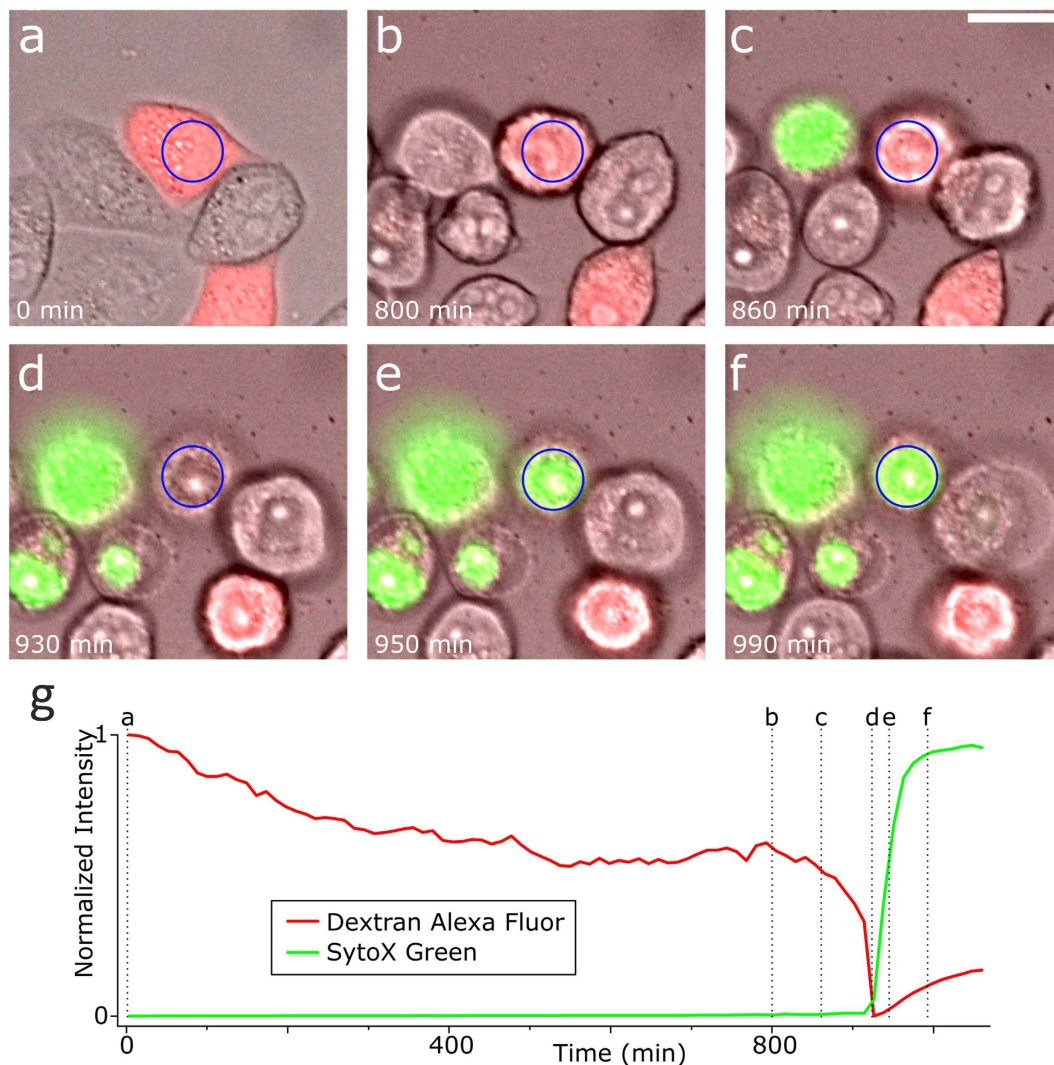 a
b
c
0 min
800 min
860 min
d
e
f
930 min
950 min
990 min
g
a b c d e f
1
Normalized Intensity
Dextran Alexa Fluor
SytoX Green
0
0 400 800
Time (min)